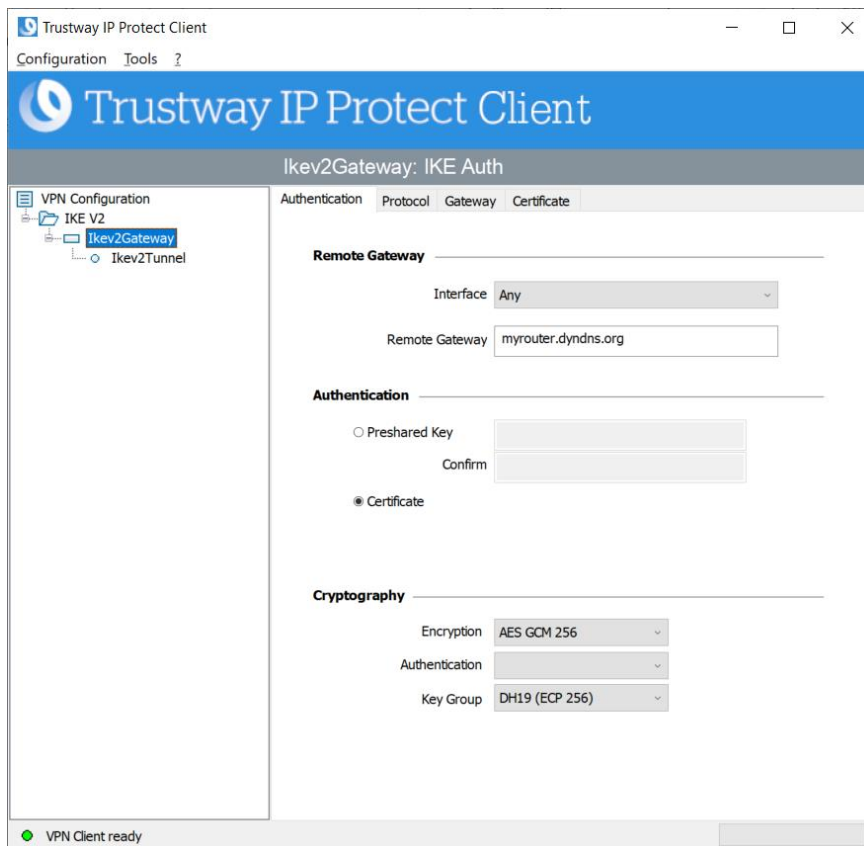 Trustway IP Protect Client
Configuration Tools ?
Trustway IP Protect Client
Ikev2Gateway: IKE Auth
VPN Configuration
IKE V2
Ikev2Gateway
Ikev2Tunnel
Authentication Protocol Gateway Certificate
Remote Gateway
Interface Any
Remote Gateway myrouter.dyndns.org
Authentication
Preshared Key
Confirm
Certificate
Cryptography
Encryption AES GCM 256
Authentication
Key Group DH19 (ECP 256)
VPN Client ready